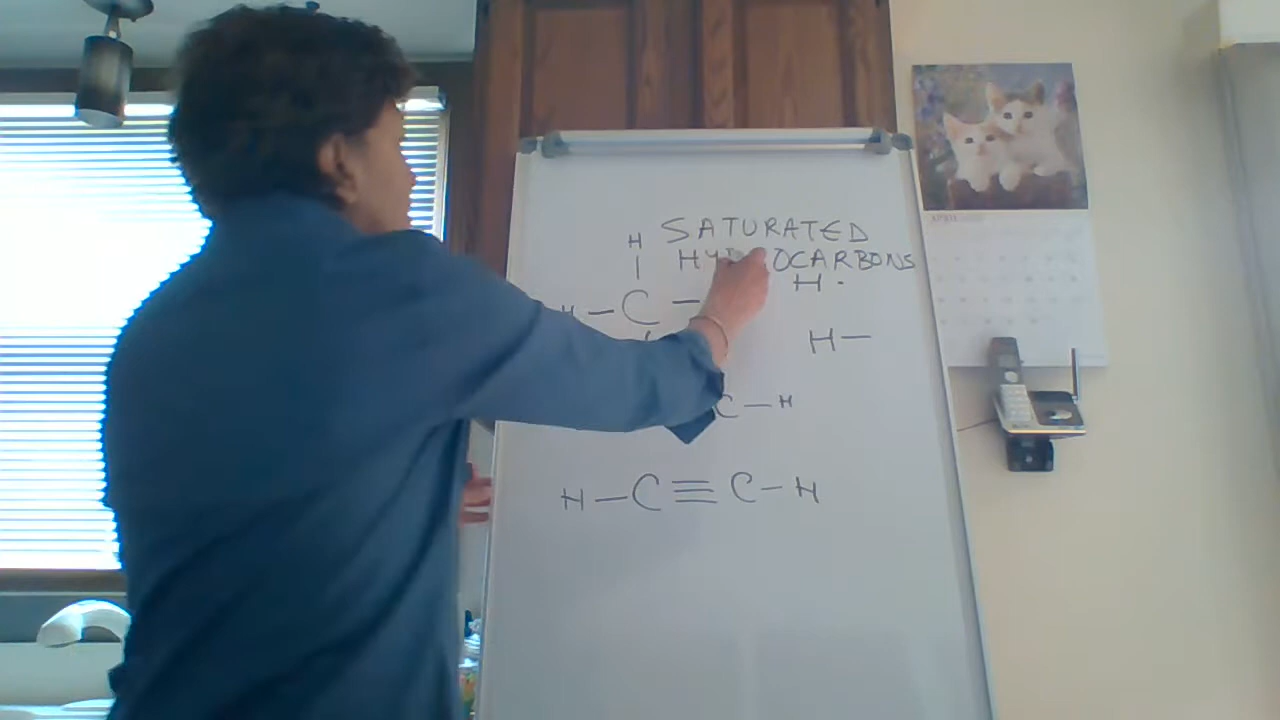 SATURATED
HYDROCARBONS
H
H ·
H — C —
H —
C — H
H — C ≡ C — H
APRIL